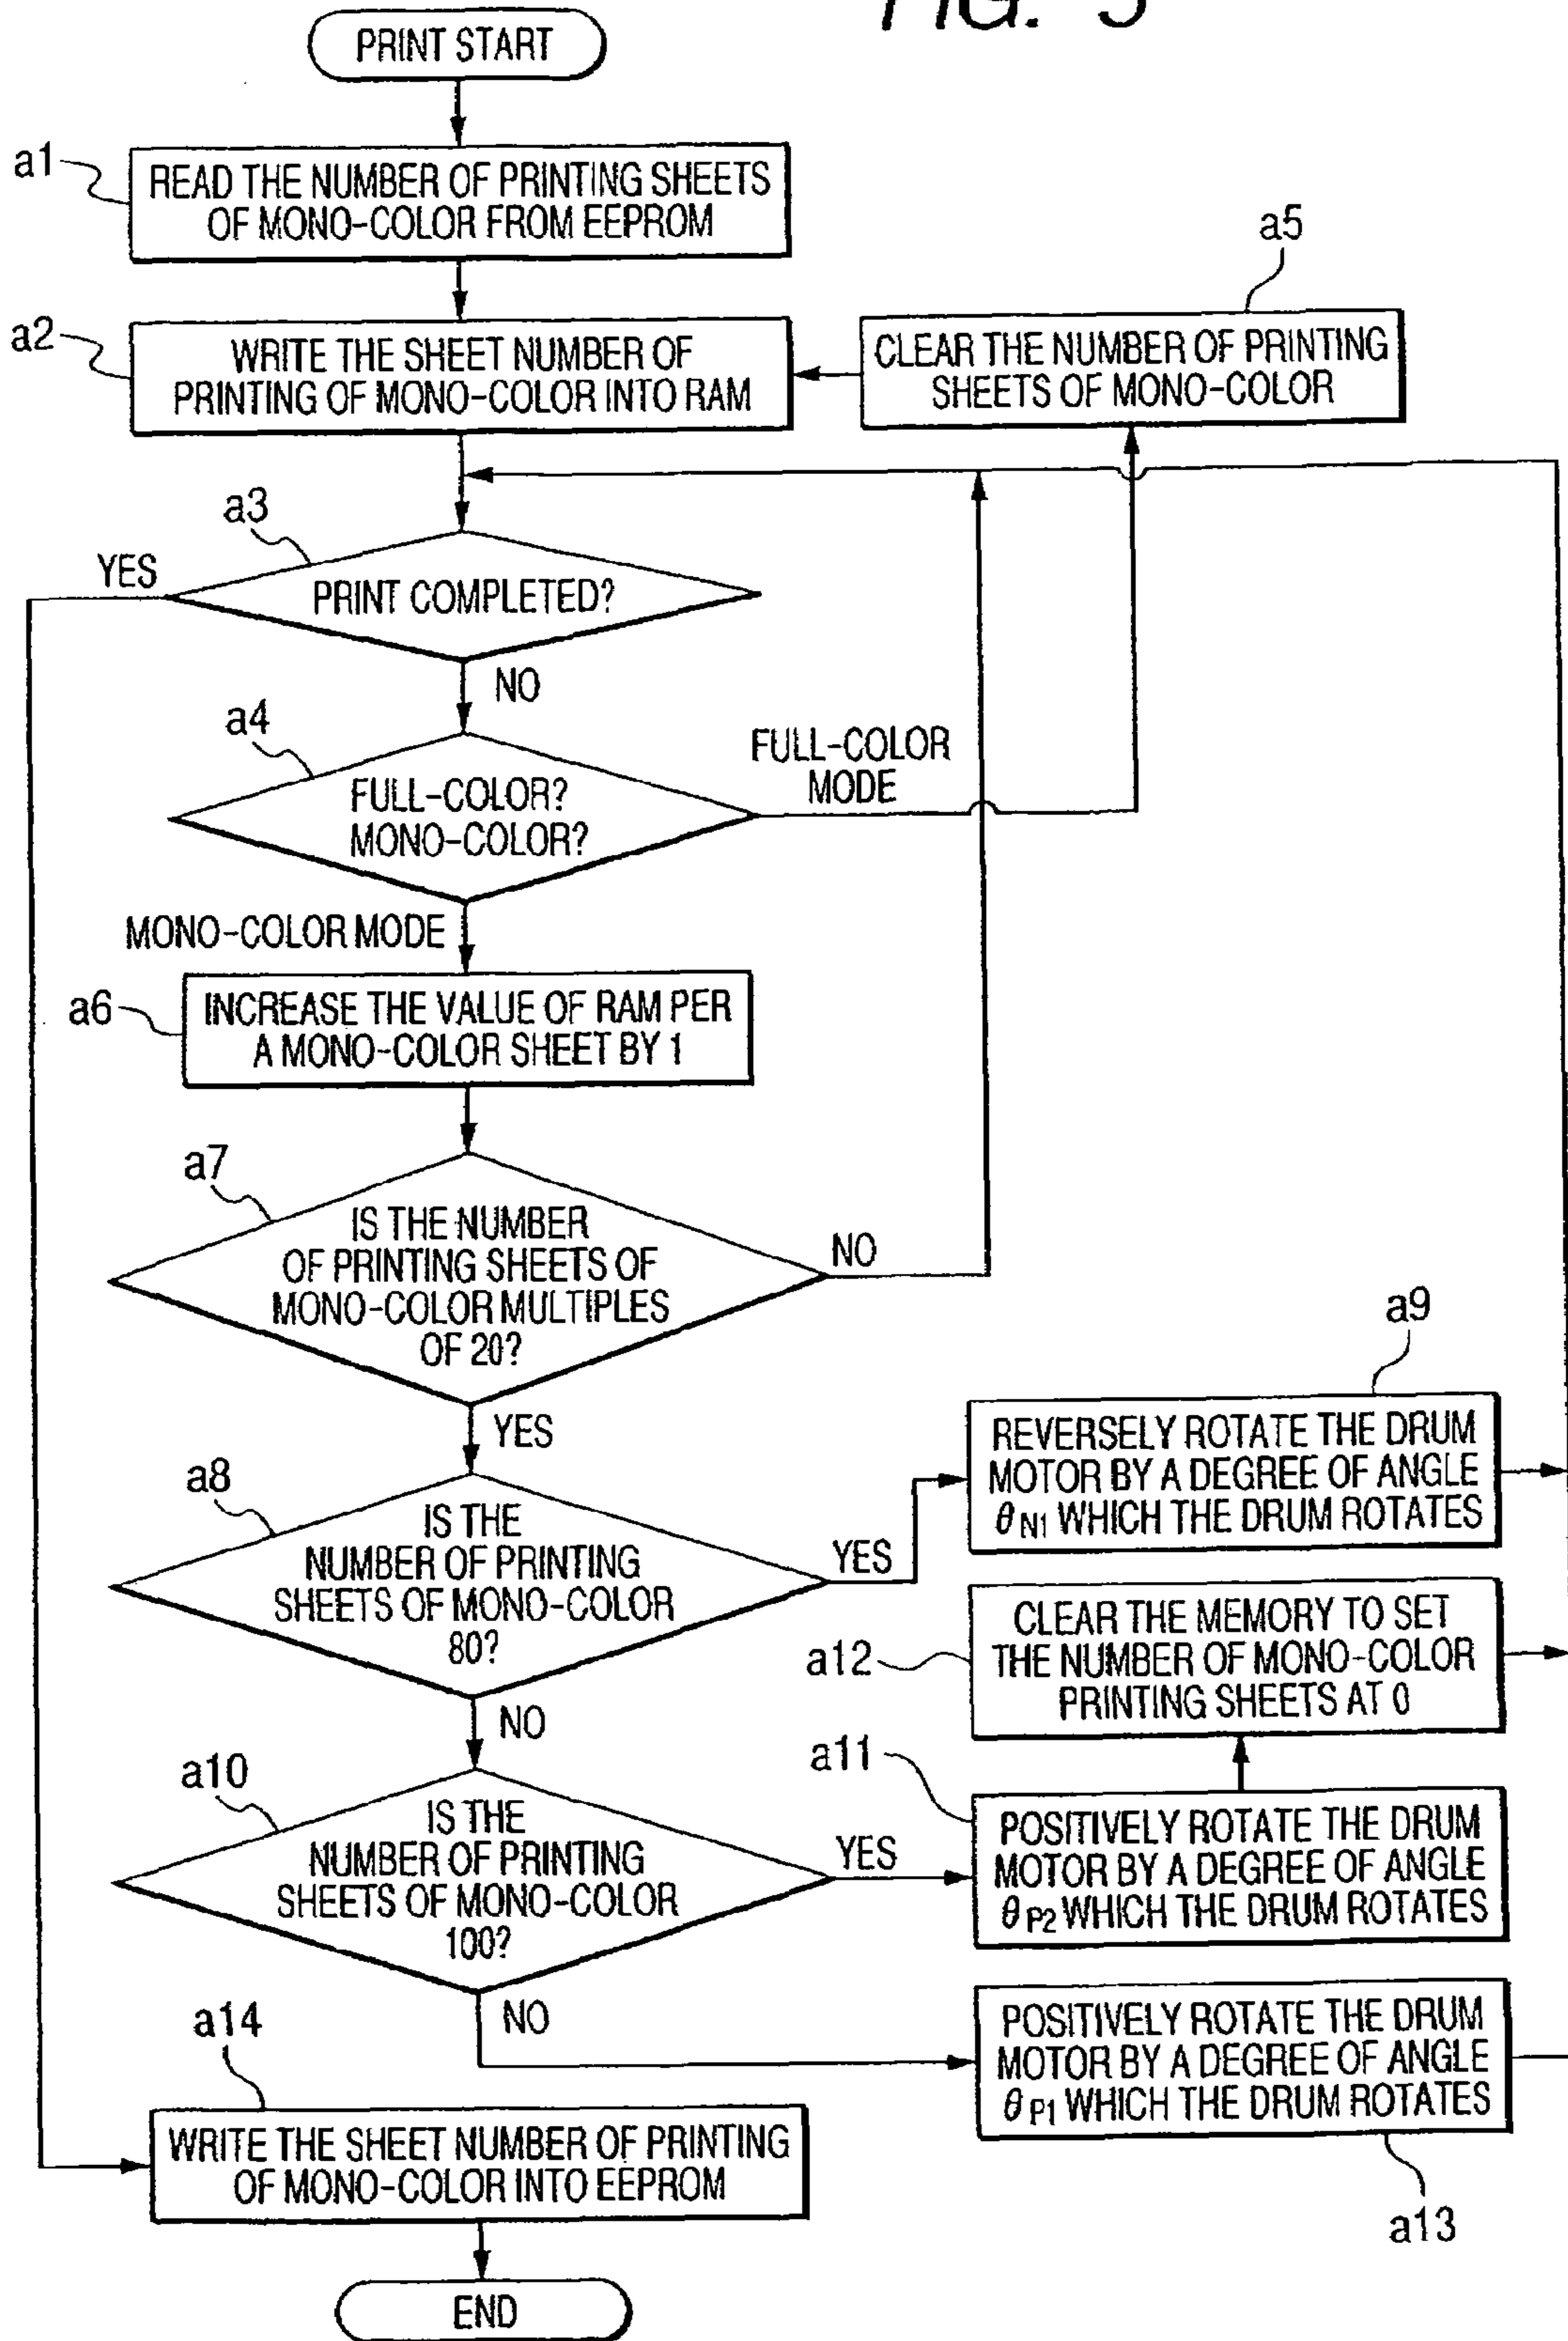 FIG. 5
PRINT START
a1
READ THE NUMBER OF PRINTING SHEETS
OF MONO-COLOR FROM EEPROM
a5
a2
WRITE THE SHEET NUMBER OF
PRINTING OF MONO-COLOR INTO RAM
CLEAR THE NUMBER OF PRINTING
SHEETS OF MONO-COLOR
a3
YES
PRINT COMPLETED?
NO
a4
FULL-COLOR
MODE
FULL-COLOR?
MONO-COLOR?
MONO-COLOR MODE
a6
INCREASE THE VALUE OF RAM PER
A MONO-COLOR SHEET BY 1
a7
IS THE NUMBER
OF PRINTING SHEETS OF
MONO-COLOR MULTIPLES
OF 20?
NO
YES
a9
REVERSELY ROTATE THE DRUM
MOTOR BY A DEGREE OF ANGLE
θN1 WHICH THE DRUM ROTATES
a8
IS THE
NUMBER OF PRINTING
SHEETS OF MONO-COLOR
80?
YES
NO
a12
CLEAR THE MEMORY TO SET
THE NUMBER OF MONO-COLOR
PRINTING SHEETS AT 0
a10
IS THE
NUMBER OF PRINTING
SHEETS OF MONO-COLOR
100?
YES
NO
a11
POSITIVELY ROTATE THE DRUM
MOTOR BY A DEGREE OF ANGLE
θP2 WHICH THE DRUM ROTATES
POSITIVELY ROTATE THE DRUM
MOTOR BY A DEGREE OF ANGLE
θP1 WHICH THE DRUM ROTATES
a13
a14
WRITE THE SHEET NUMBER OF PRINTING
OF MONO-COLOR INTO EEPROM
END